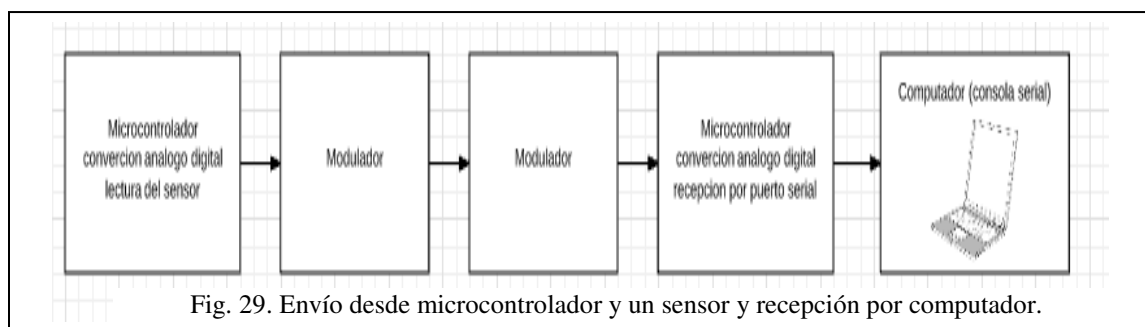 Microcontrolador
convercion analogo digital
lectura del sensor
Modulador
Modulador
Microcontrolador
convercion analogo digital
recepcion por puerto serial
Computador (consola serial)
Fig. 29. Envío desde microcontrolador y un sensor y recepción por computador.